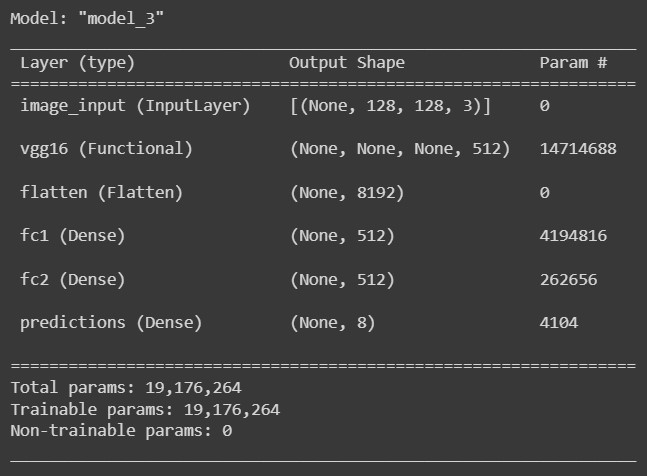 Model: "model_3"
Layer (type) Output Shape Param #
image_input (InputLayer) [(None, 128, 128, 3)] 0
vgg16 (Functional) (None, None, None, 512) 14714688
flatten (Flatten) (None, 8192) 0
fc1 (Dense) (None, 512) 4194816
fc2 (Dense) (None, 512) 262656
predictions (Dense) (None, 8) 4104
Total params: 19,176,264
Trainable params: 19,176,264
Non-trainable params: 0